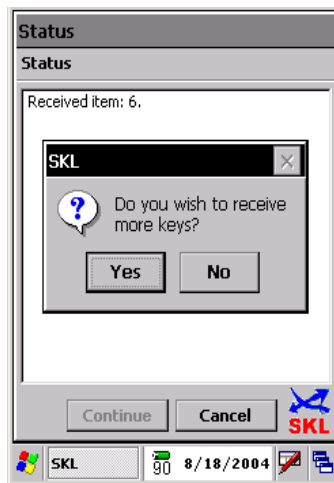 Status
Status
Received item: 6.
SKL
Do you wish to receive
more keys?
Yes
No
Continue
Cancel
SKL
SKL
90
8/18/2004